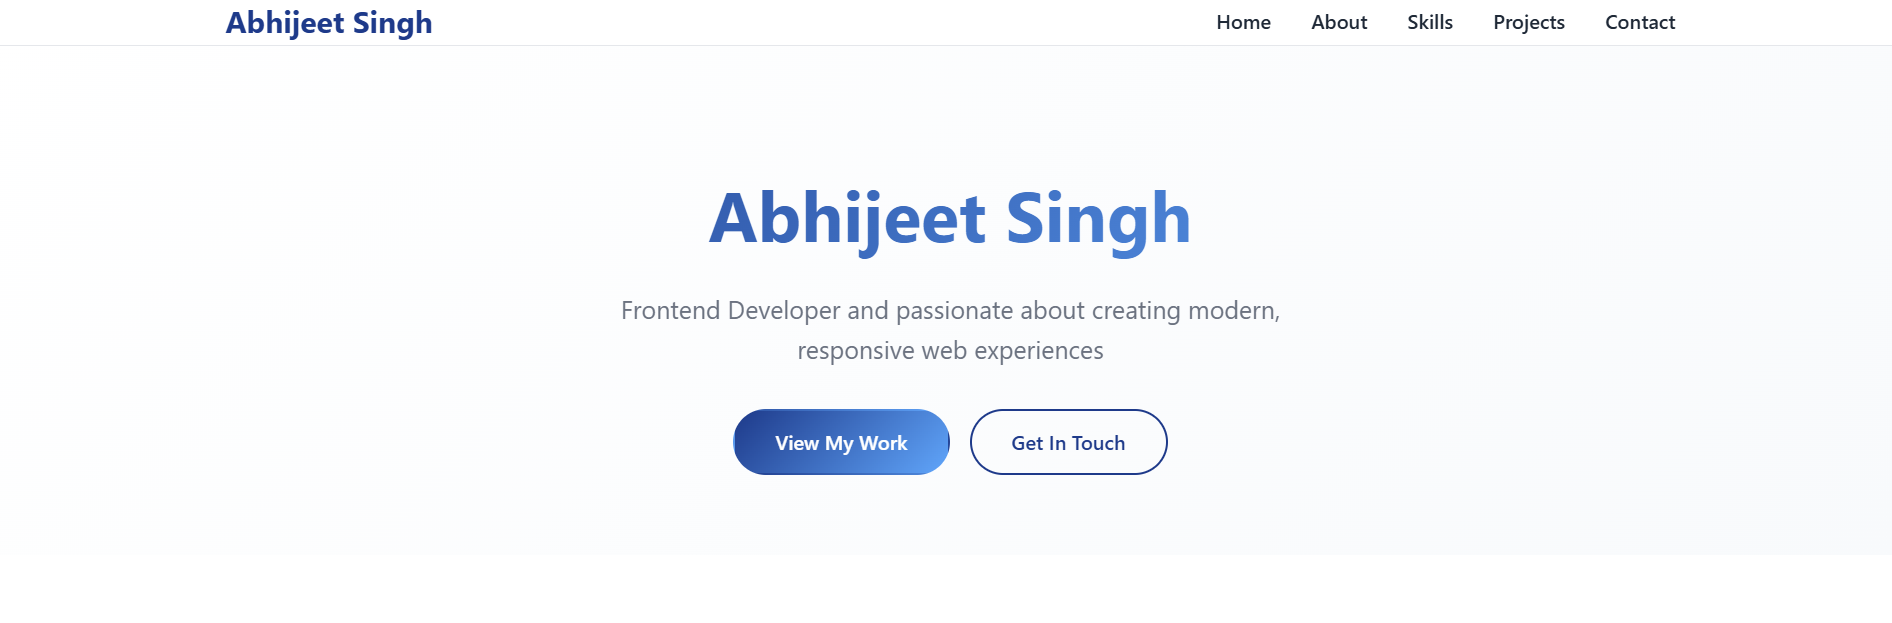 Abhijeet Singh
Home
About
Skills
Projects
Contact
Abhijeet Singh
Frontend Developer and passionate about creating modern,
responsive web experiences
View My Work
Get In Touch